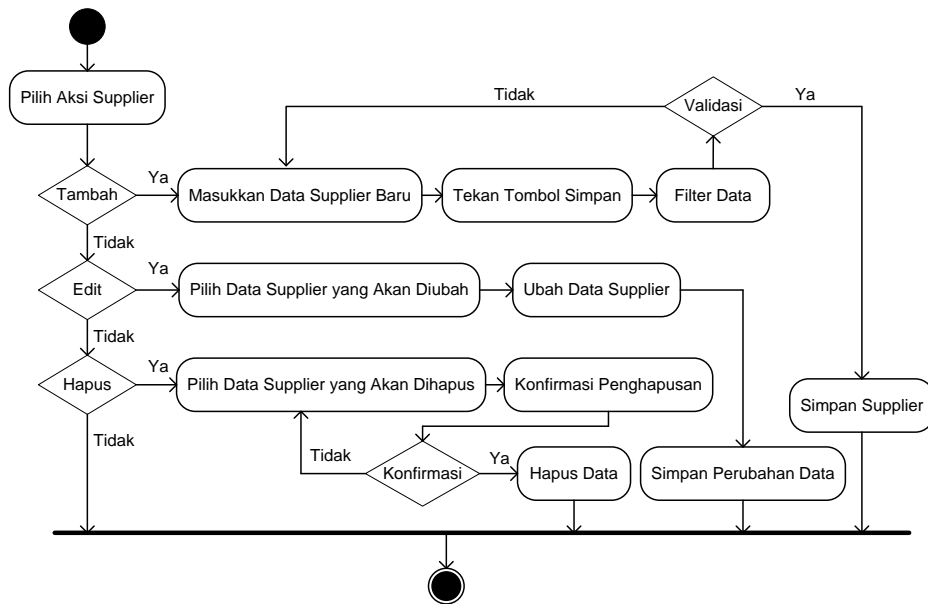 Pilih Aksi Supplier
Tidak
Validasi
Ya
Tambah
Ya
Masukkan Data Supplier Baru
Tekan Tombol Simpan
Filter Data
Tidak
Edit
Ya
Pilih Data Supplier yang Akan Diubah
Ubah Data Supplier
Tidak
Hapus
Ya
Pilih Data Supplier yang Akan Dihapus
Konfirmasi Penghapusan
Simpan Supplier
Tidak
Tidak
Konfirmasi
Ya
Hapus Data
Simpan Perubahan Data